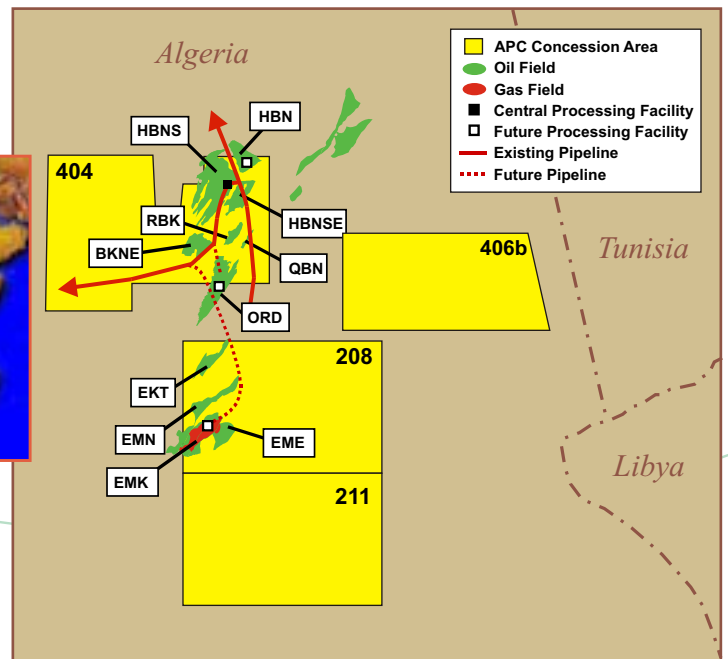 Algeria
APC Concession Area
Oil Field
Gas Field
Central Processing Facility
Future Processing Facility
Existing Pipeline
Future Pipeline
HBN
HBNS
404
RBK
HBNSE
BKNE
QBN
406b
Tunisia
ORD
208
EKT
EMN
EME
EMK
211
Libya